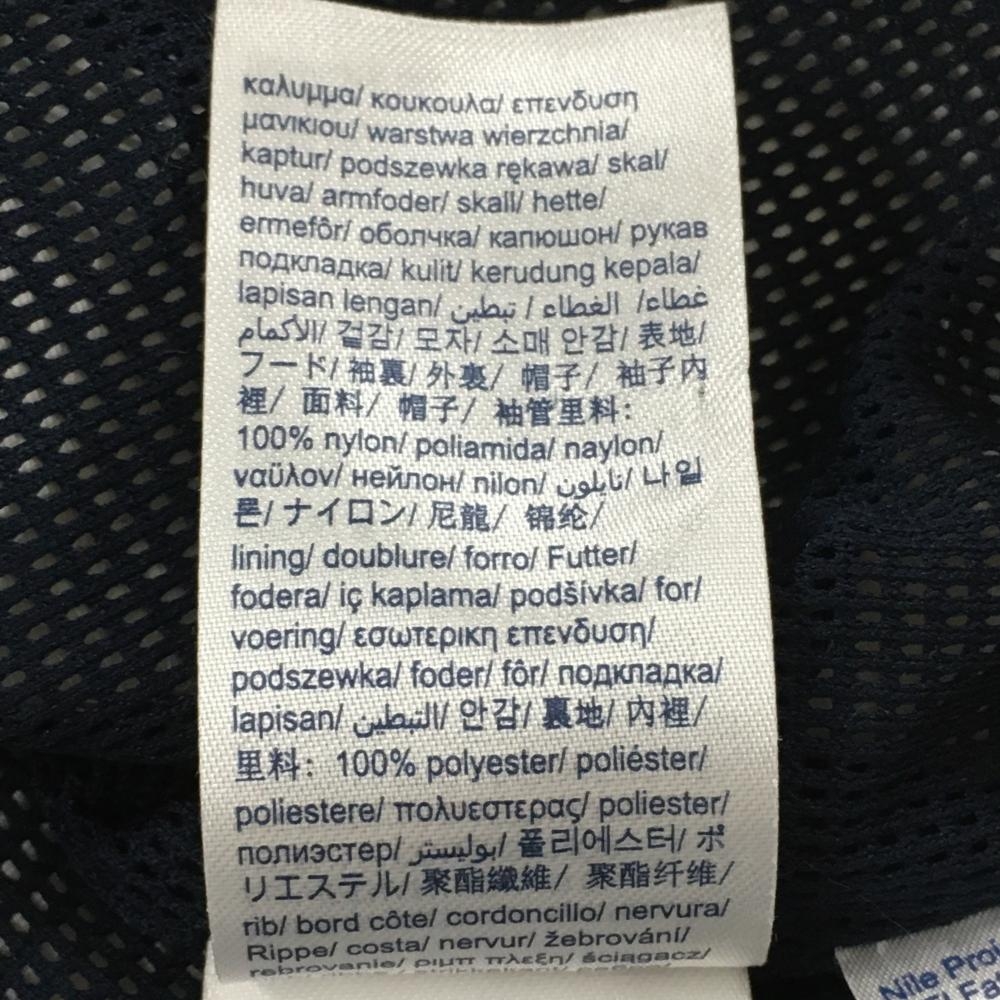 καλυμμα/ κουκουλα/ επενδυση
μανικιου/ warstwa wierzchnia/
kaptur/ podszewka rękawa/ skal/
huva/ armfoder/ skall/ hette/
ermefôr/ оболчка/ капюшон/ рукав
подкладка/ kulit/ kerudung kepala/
lapisan lengan/ غطاء/ الغطاء / تبطين
الأكمام/ 겉감/ 모자/ 소매 안감/ 表地/
フード/ 袖裏/ 外裏/ 帽子/ 袖子內
裡/ 面料/ 帽子/ 袖管里料:
100% nylon/ poliamida/ naylon/
ναϋλον/ нейлон/ nilon/ نايلون/ 나일
론/ ナイロン/ 尼龍/ 锦纶/
lining/ doublure/ forro/ Futter/
fodera/ iç kaplama/ podšívka/ for/
voering/ εσωτερικη επενδυση/
podszewka/ foder/ fôr/ подкладка/
lapisan/ التبطين/ 안감/ 裏地/ 內裡/
里料: 100% polyester/ poliéster/
poliestere/ πολυεστερας/ poliester/
полиэстер/ بوليستر/ 폴리에스터/ ポ
リエステル/ 聚酯纖維/ 聚酯纤维/
rib/ bord côte/ cordoncillo/ nervura/
Rippe/ costa/ nervur/ žebrování/
rebrovanie/ ριμπ πλεξη/ ściągacz/
Nile